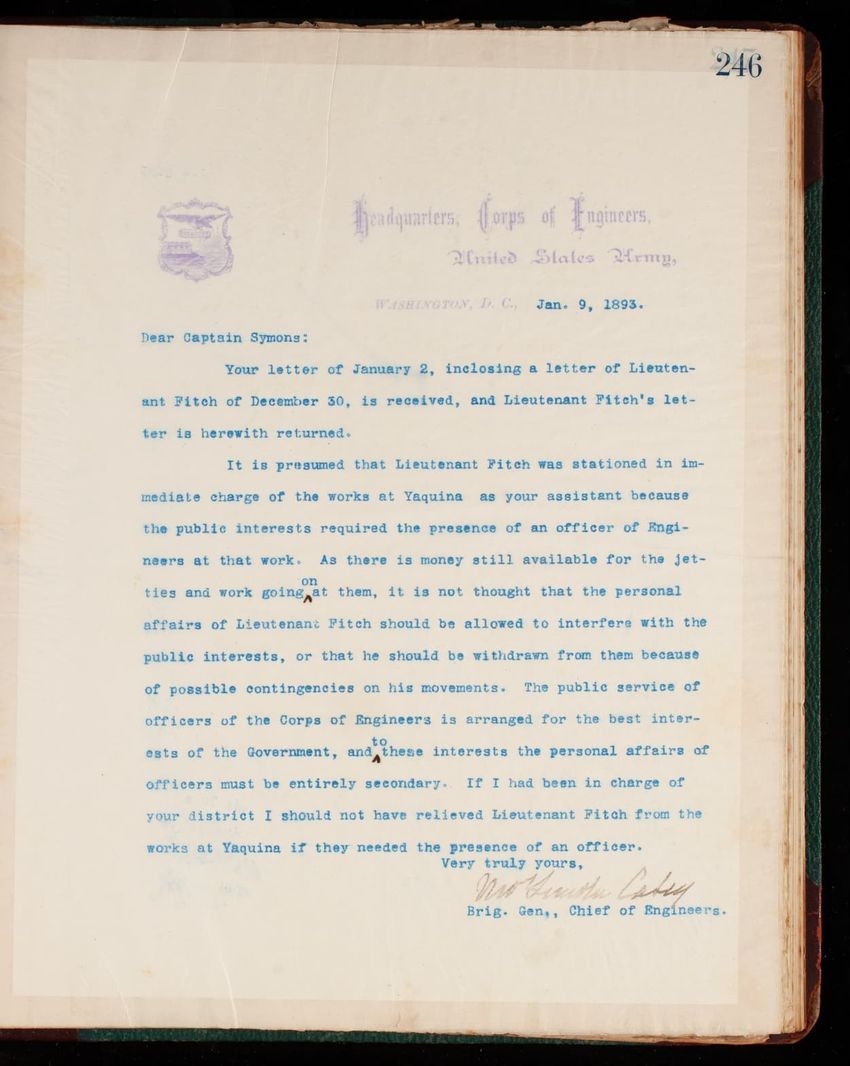 246
Headquarters, Corps of Engineers,
United States Army,
WASHINGTON, D. C., Jan. 9, 1893.
Dear Captain Symons:
Your letter of January 2, inclosing a letter of Lieuten-
ant Fitch of December 30, is received, and Lieutenant Fitch's let-
ter is herewith returned.
It is presumed that Lieutenant Fitch was stationed in im-
mediate charge of the works at Yaquina as your assistant because
the public interests required the presence of an officer of Engi-
neers at that work. As there is money still available for the jet-
on
ties and work going at them, it is not thought that the personal
affairs of Lieutenant Fitch should be allowed to interfere with the
public interests, or that he should be withdrawn from them because
of possible contingencies on his movements. The public service of
officers of the Corps of Engineers is arranged for the best inter-
to
ests of the Government, and these interests the personal affairs of
officers must be entirely secondary. If I had been in charge of
your district I should not have relieved Lieutenant Fitch from the
works at Yaquina if they needed the presence of an officer.
Very truly yours,
Lincoln Casey
Brig. Gen., Chief of Engineers.